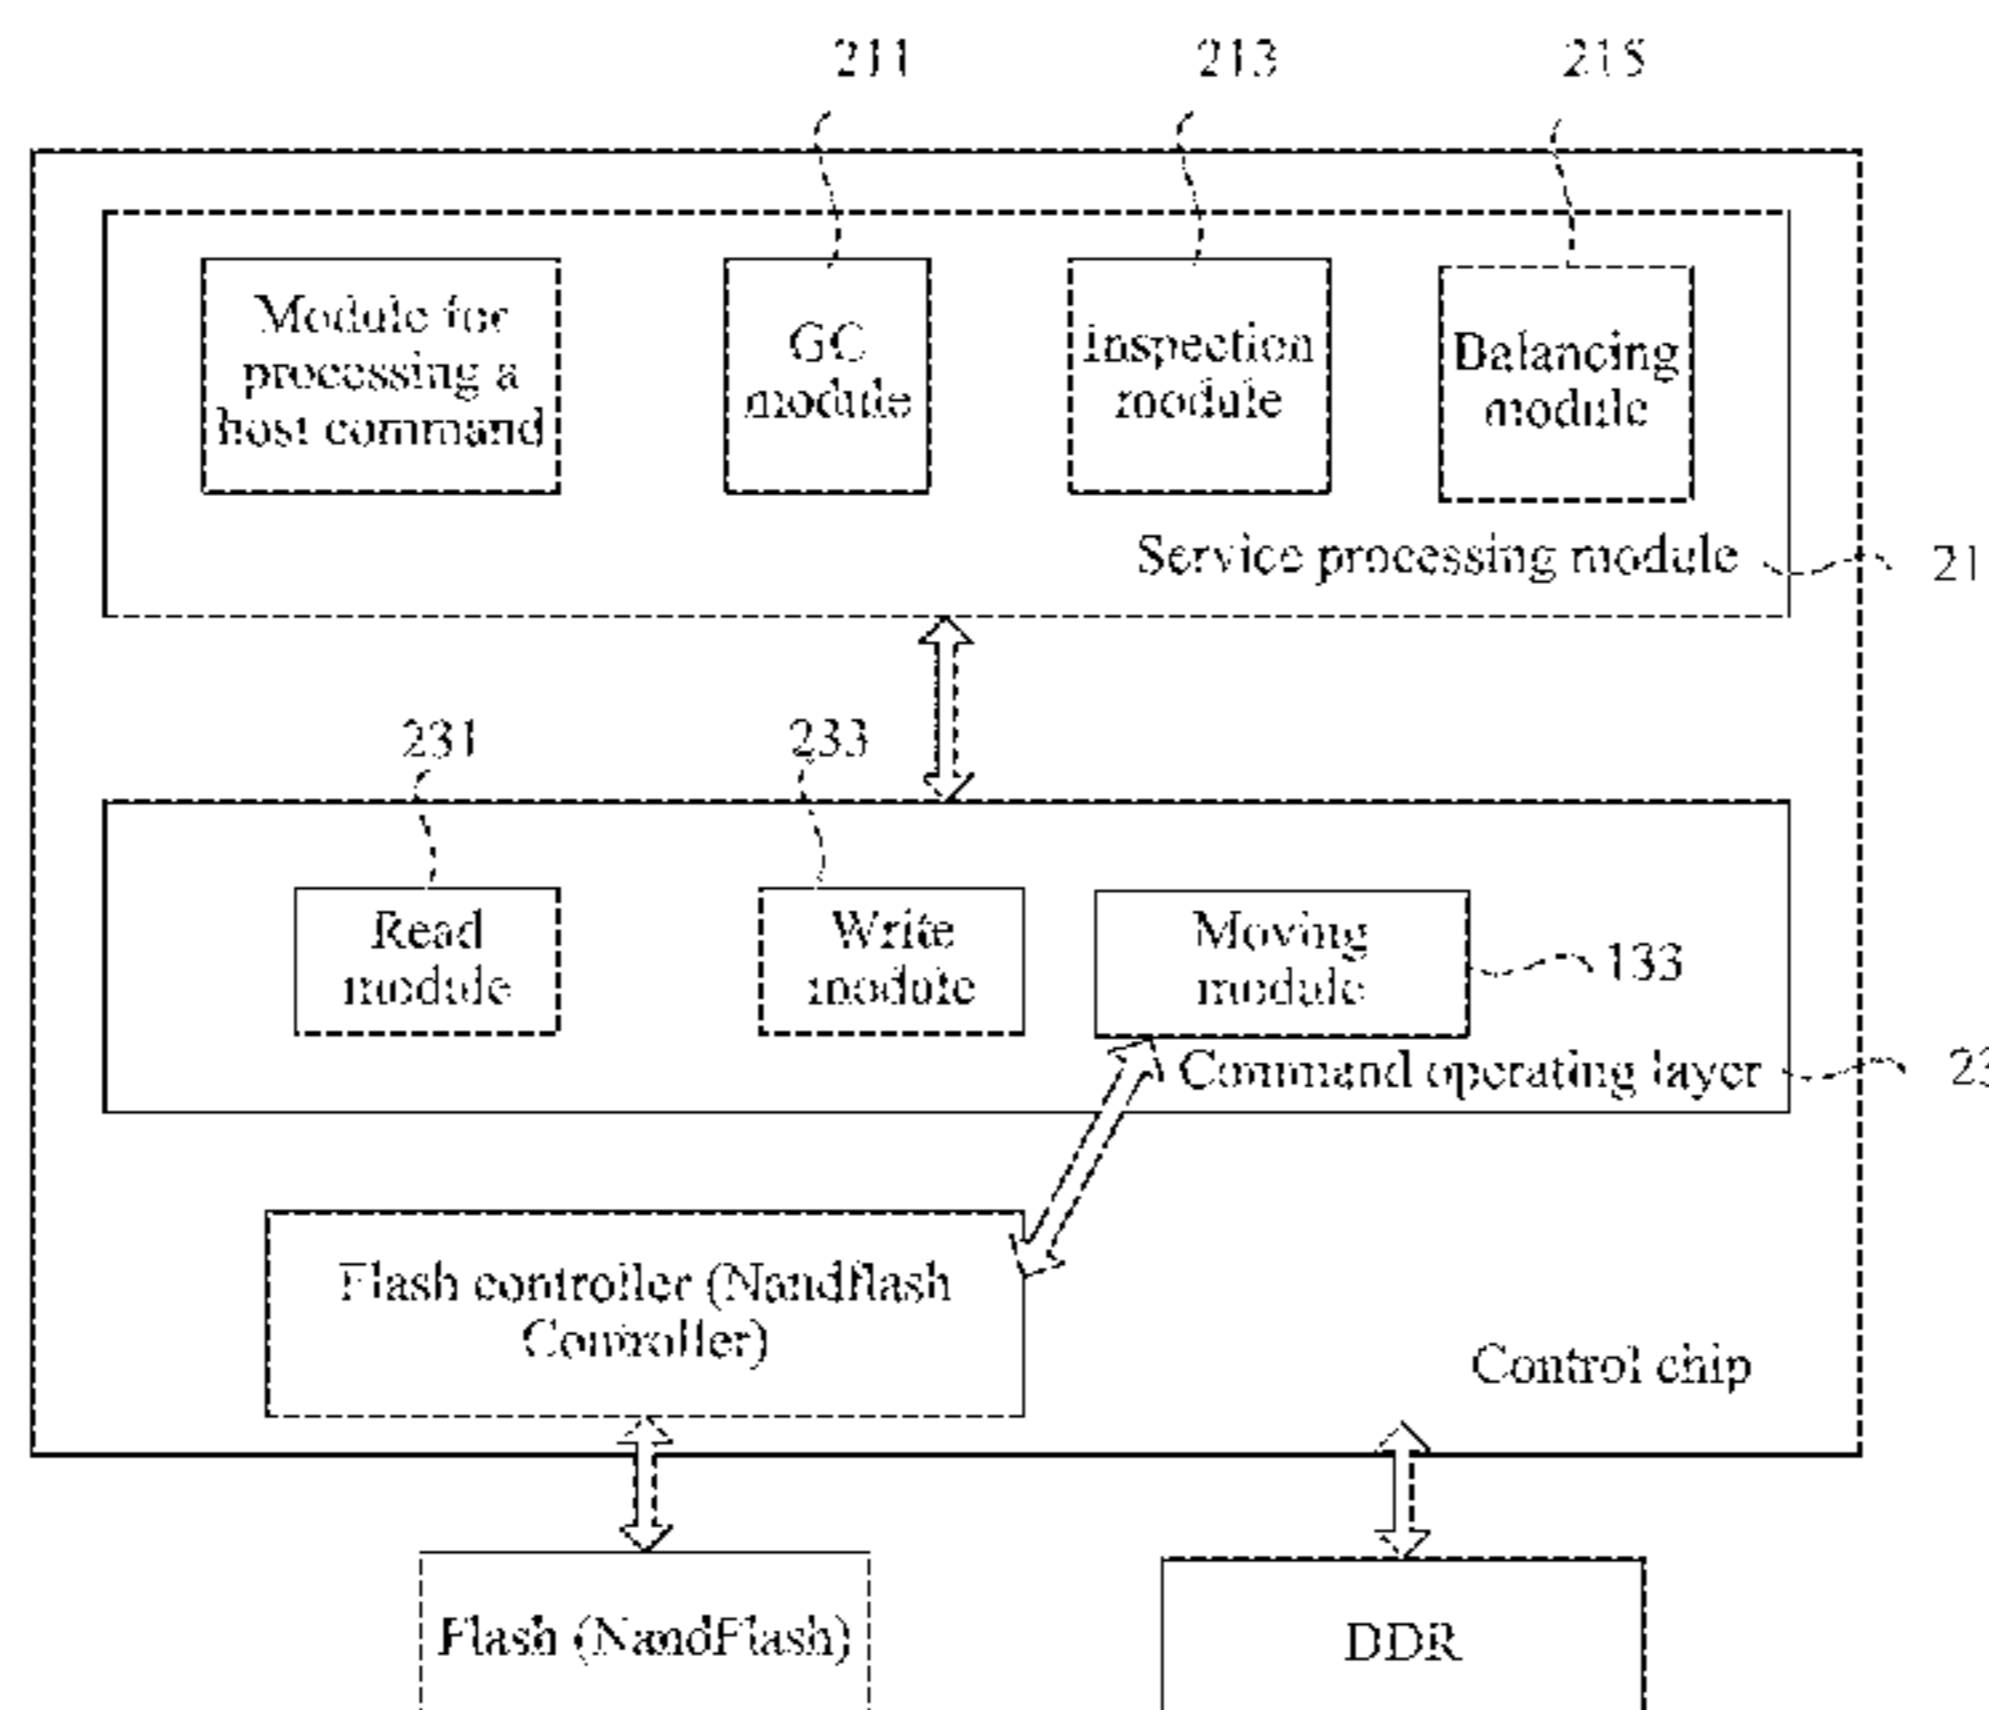 211
213
215
Module for
processing a
host command
GC
module
Inspection
module
Balancing
module
Service processing module
21
231
233
Read
module
Write
module
Moving
module
133
Command operating layer
23
Flash controller (Nandflash
Controller)
Control chip
Flash (NandFlash)
DDR